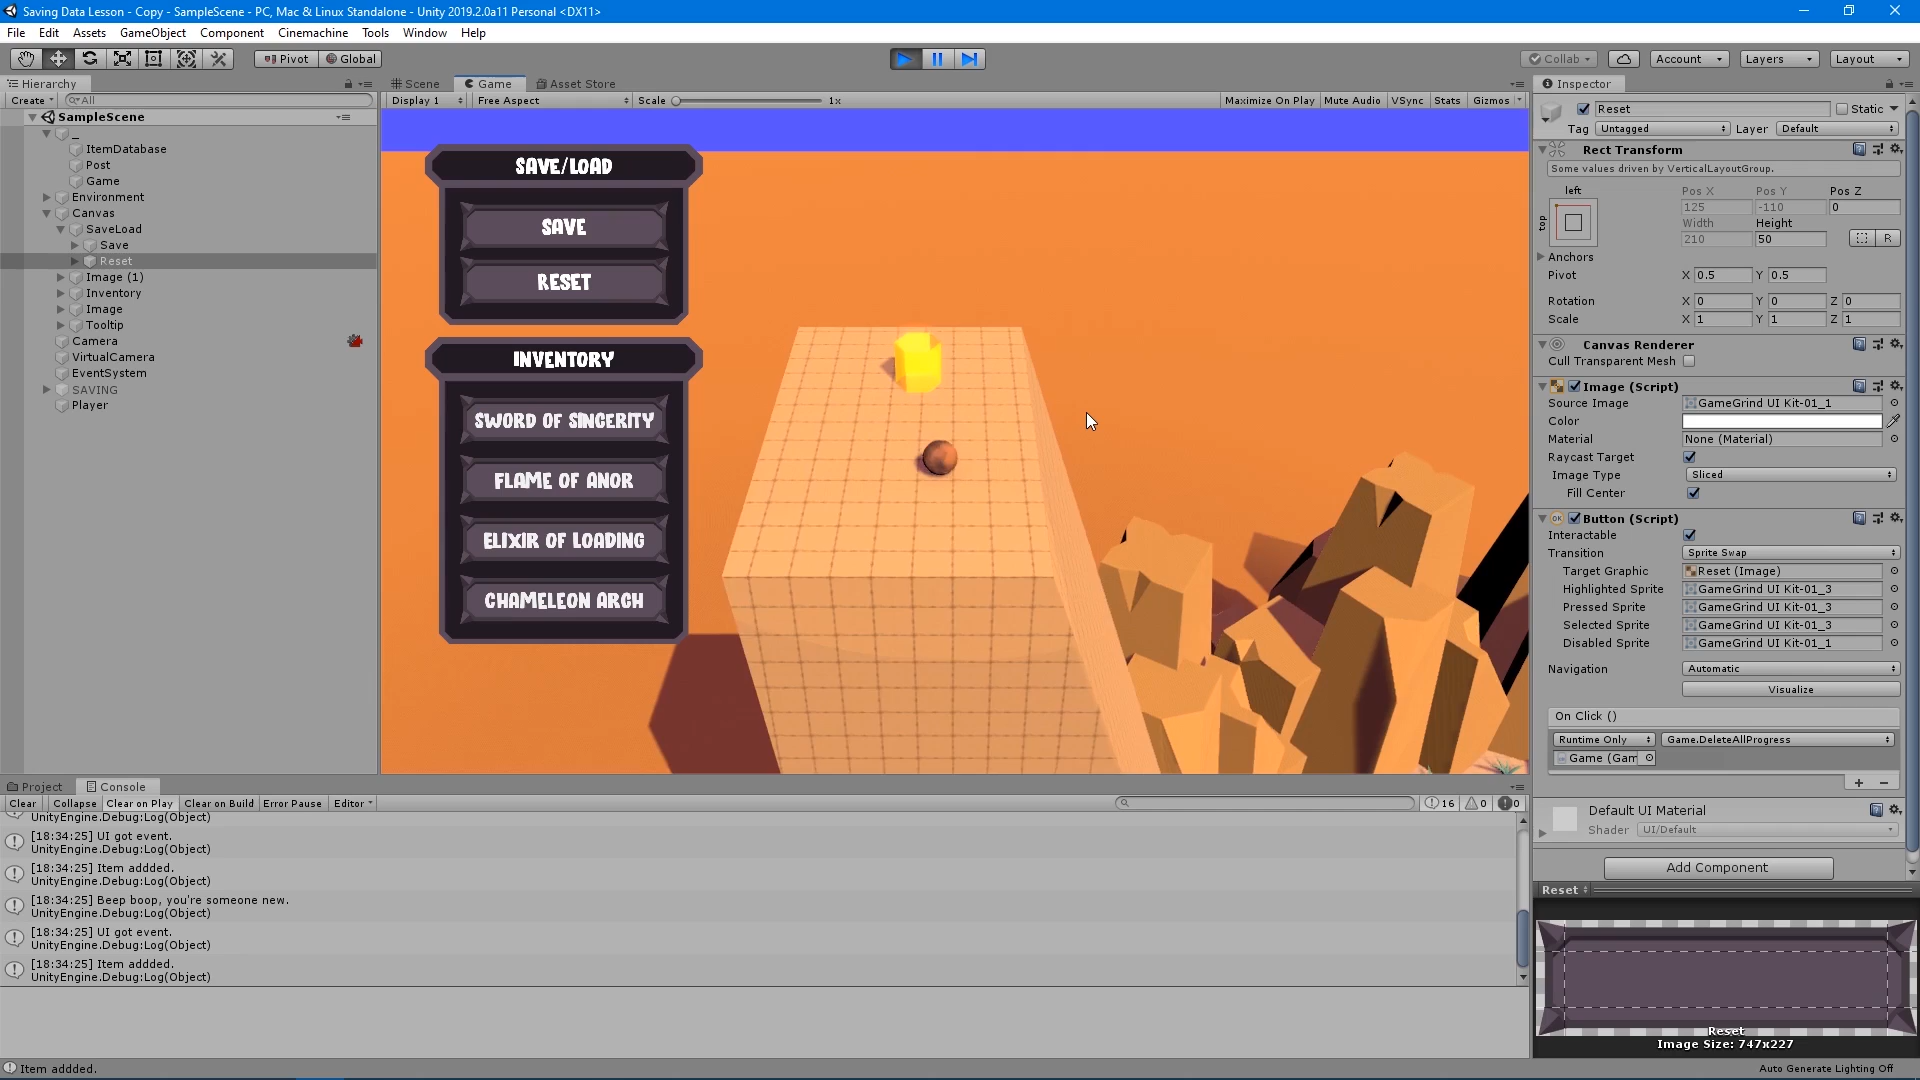 Saving Data Lesson - Copy - SampleScene - PC, Mac & Linux Standalone - Unity 2019.2.0a11 Personal <DX11>
File Edit Assets GameObject Component Cinemachine Tools Window Help
Pivot Global Collab Account Layers Layout
Hierarchy
Create All
SampleScene
_
ItemDatabase
Post
Game
Environment
Canvas
SaveLoad
Save
Reset
Image (1)
Inventory
Image
Tooltip
Camera
VirtualCamera
EventSystem
SAVING
Player
Scene Game Asset Store
Display 1 Free Aspect Scale 1x Maximize On Play Mute Audio VSync Stats Gizmos
SAVE/LOAD
SAVE
RESET
INVENTORY
SWORD OF SINCERITY
FLAME OF ANOR
ELIXIR OF LOADING
CHAMELEON ARCH
Inspector
Reset Static
Tag Untagged Layer Default
Rect Transform
Some values driven by VerticalLayoutGroup.
left Pos X Pos Y Pos Z
top 125 -110 0
Width Height
210 50 R
Anchors
Pivot X 0.5 Y 0.5
Rotation X 0 Y 0 Z 0
Scale X 1 Y 1 Z 1
Canvas Renderer
Cull Transparent Mesh
Image (Script)
Source Image GameGrind UI Kit-01_1
Color
Material None (Material)
Raycast Target
Image Type Sliced
Fill Center
OK Button (Script)
Interactable
Transition Sprite Swap
Target Graphic Reset (Image)
Highlighted Sprite GameGrind UI Kit-01_3
Pressed Sprite GameGrind UI Kit-01_3
Selected Sprite GameGrind UI Kit-01_3
Disabled Sprite GameGrind UI Kit-01_1
Navigation Automatic
Visualize
On Click ()
Runtime Only Game.DeleteAllProgress
Game (Gam
+ −
Default UI Material
Shader UI/Default
Add Component
Reset
Reset
Image Size: 747x227
Project Console
Clear Collapse Clear on Play Clear on Build Error Pause Editor 16 0 0
UnityEngine.Debug:Log(Object)
[18:34:25] UI got event.
UnityEngine.Debug:Log(Object)
[18:34:25] Item addded.
UnityEngine.Debug:Log(Object)
[18:34:25] Beep boop, you're someone new.
UnityEngine.Debug:Log(Object)
[18:34:25] UI got event.
UnityEngine.Debug:Log(Object)
[18:34:25] Item addded.
UnityEngine.Debug:Log(Object)
Item addded.
Auto Generate Lighting Off